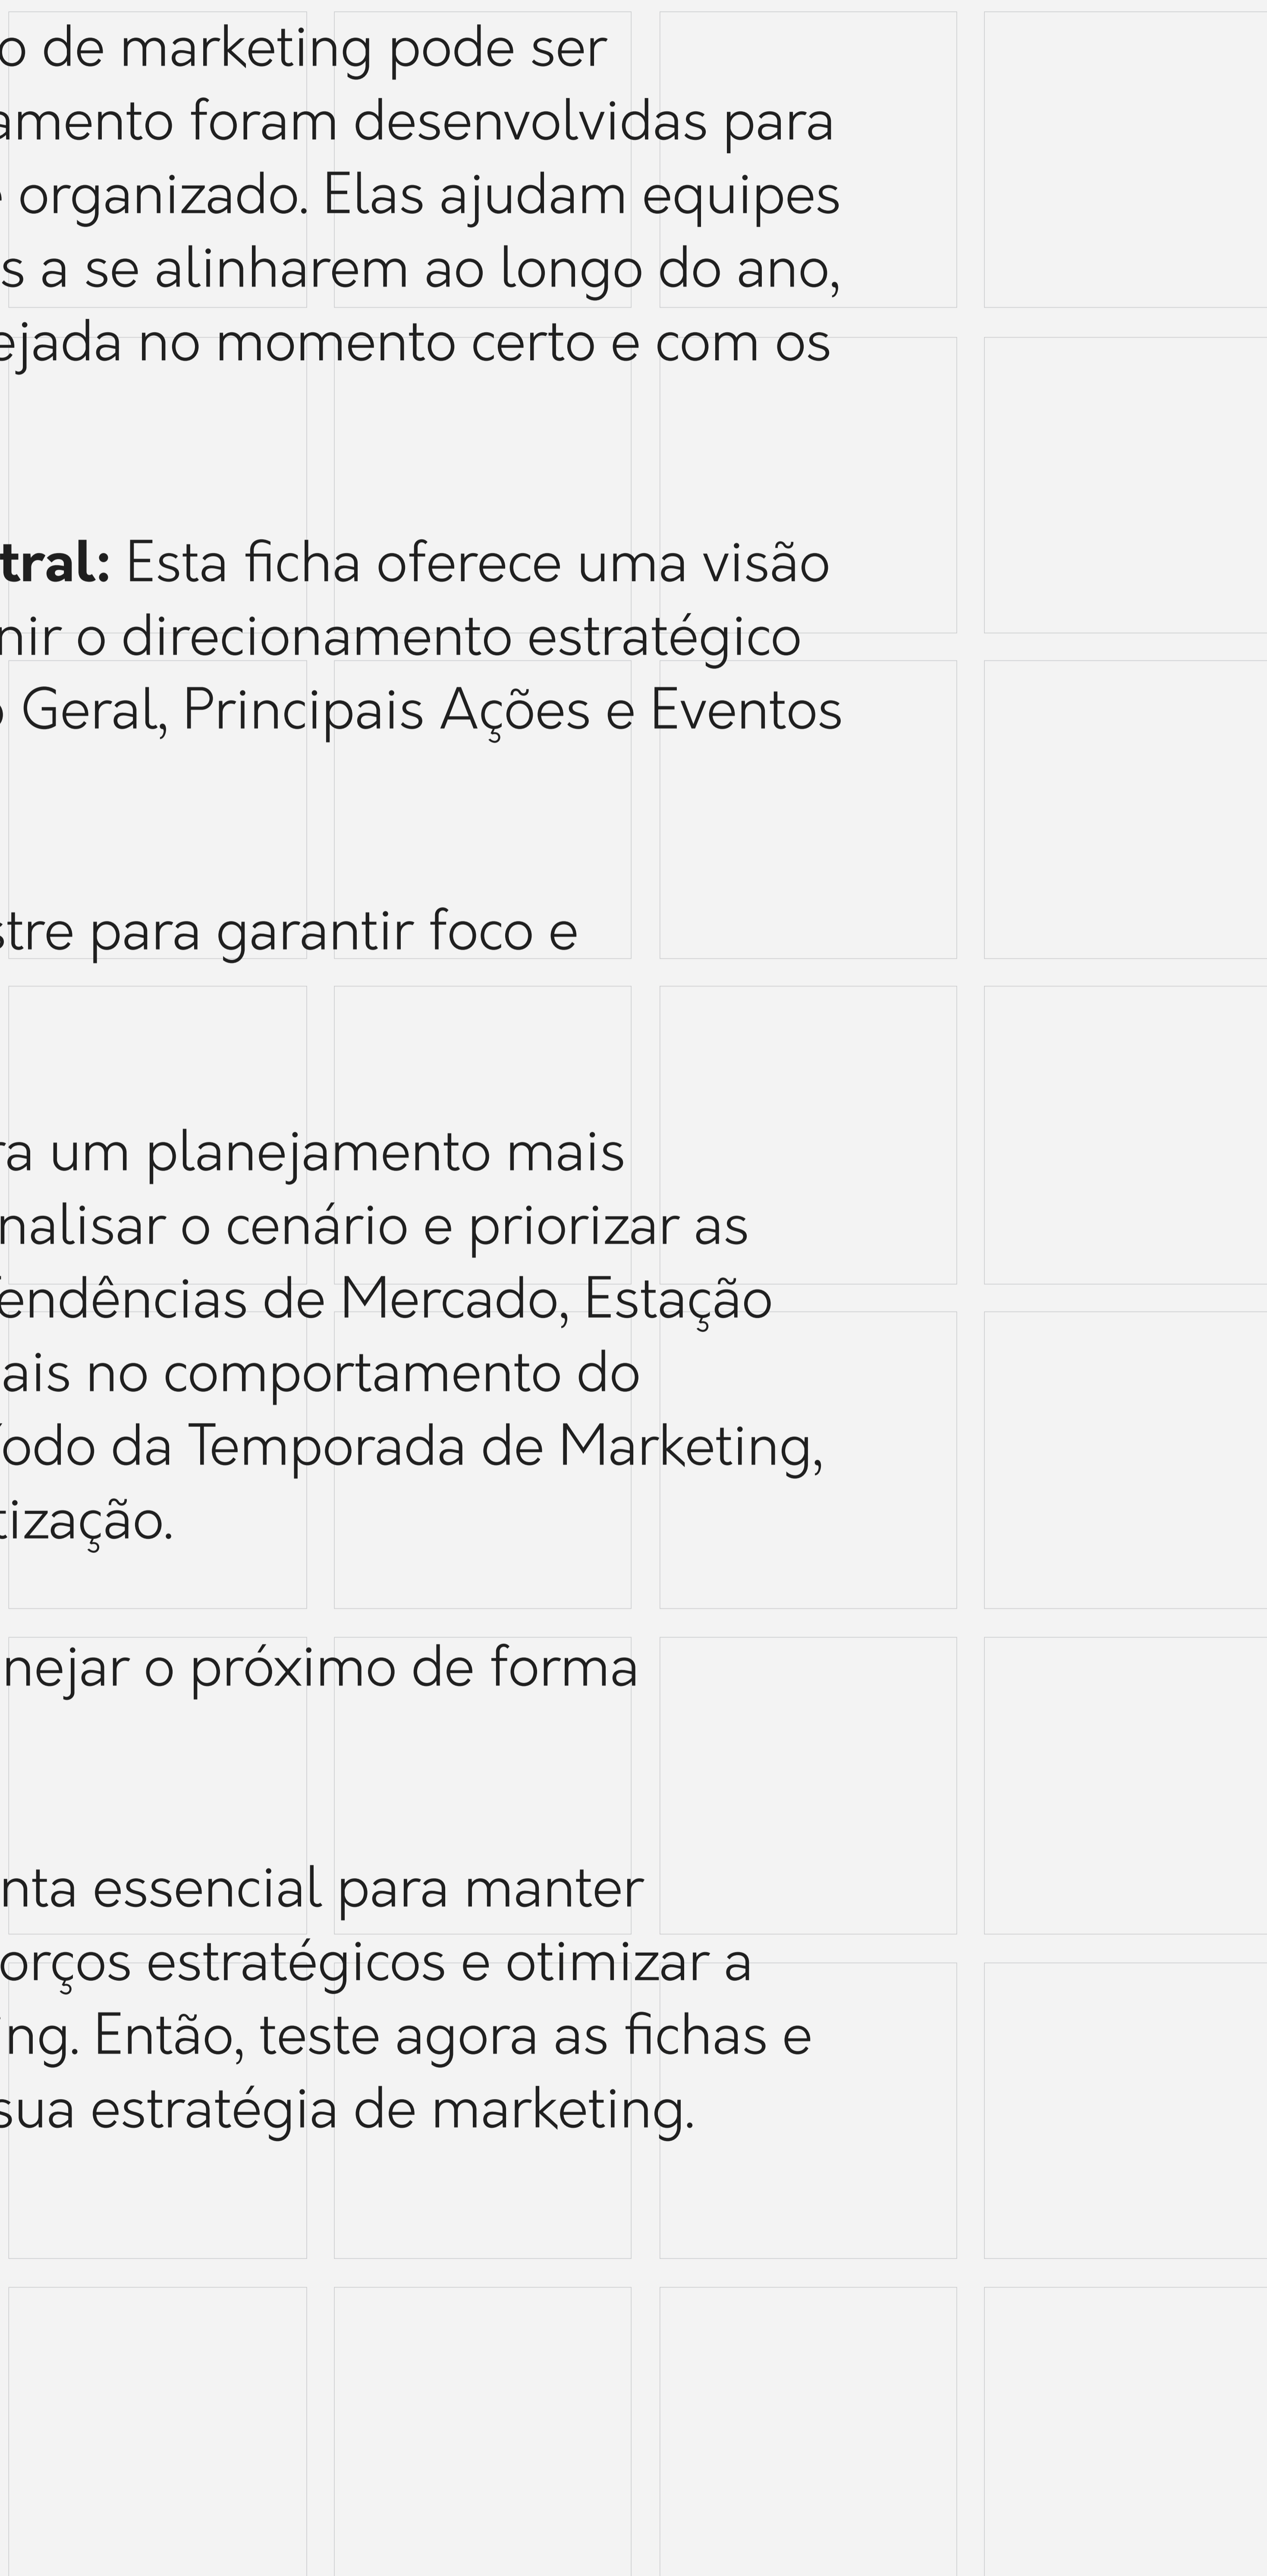 o de marketing pode ser
amento foram desenvolvidas para
organizado. Elas ajudam equipes
s a se alinharem ao longo do ano,
ejada no momento certo e com os
tral: Esta ficha oferece uma visão
nir o direcionamento estratégico
o Geral, Principais Ações e Eventos
stre para garantir foco e
ra um planejamento mais
nalisar o cenário e priorizar as
Tendências de Mercado, Estação
ais no comportamento do
íodo da Temporada de Marketing,
tização.
nejar o próximo de forma
nta essencial para manter
orços estratégicos e otimizar a
ing. Então, teste agora as fichas e
sua estratégia de marketing.